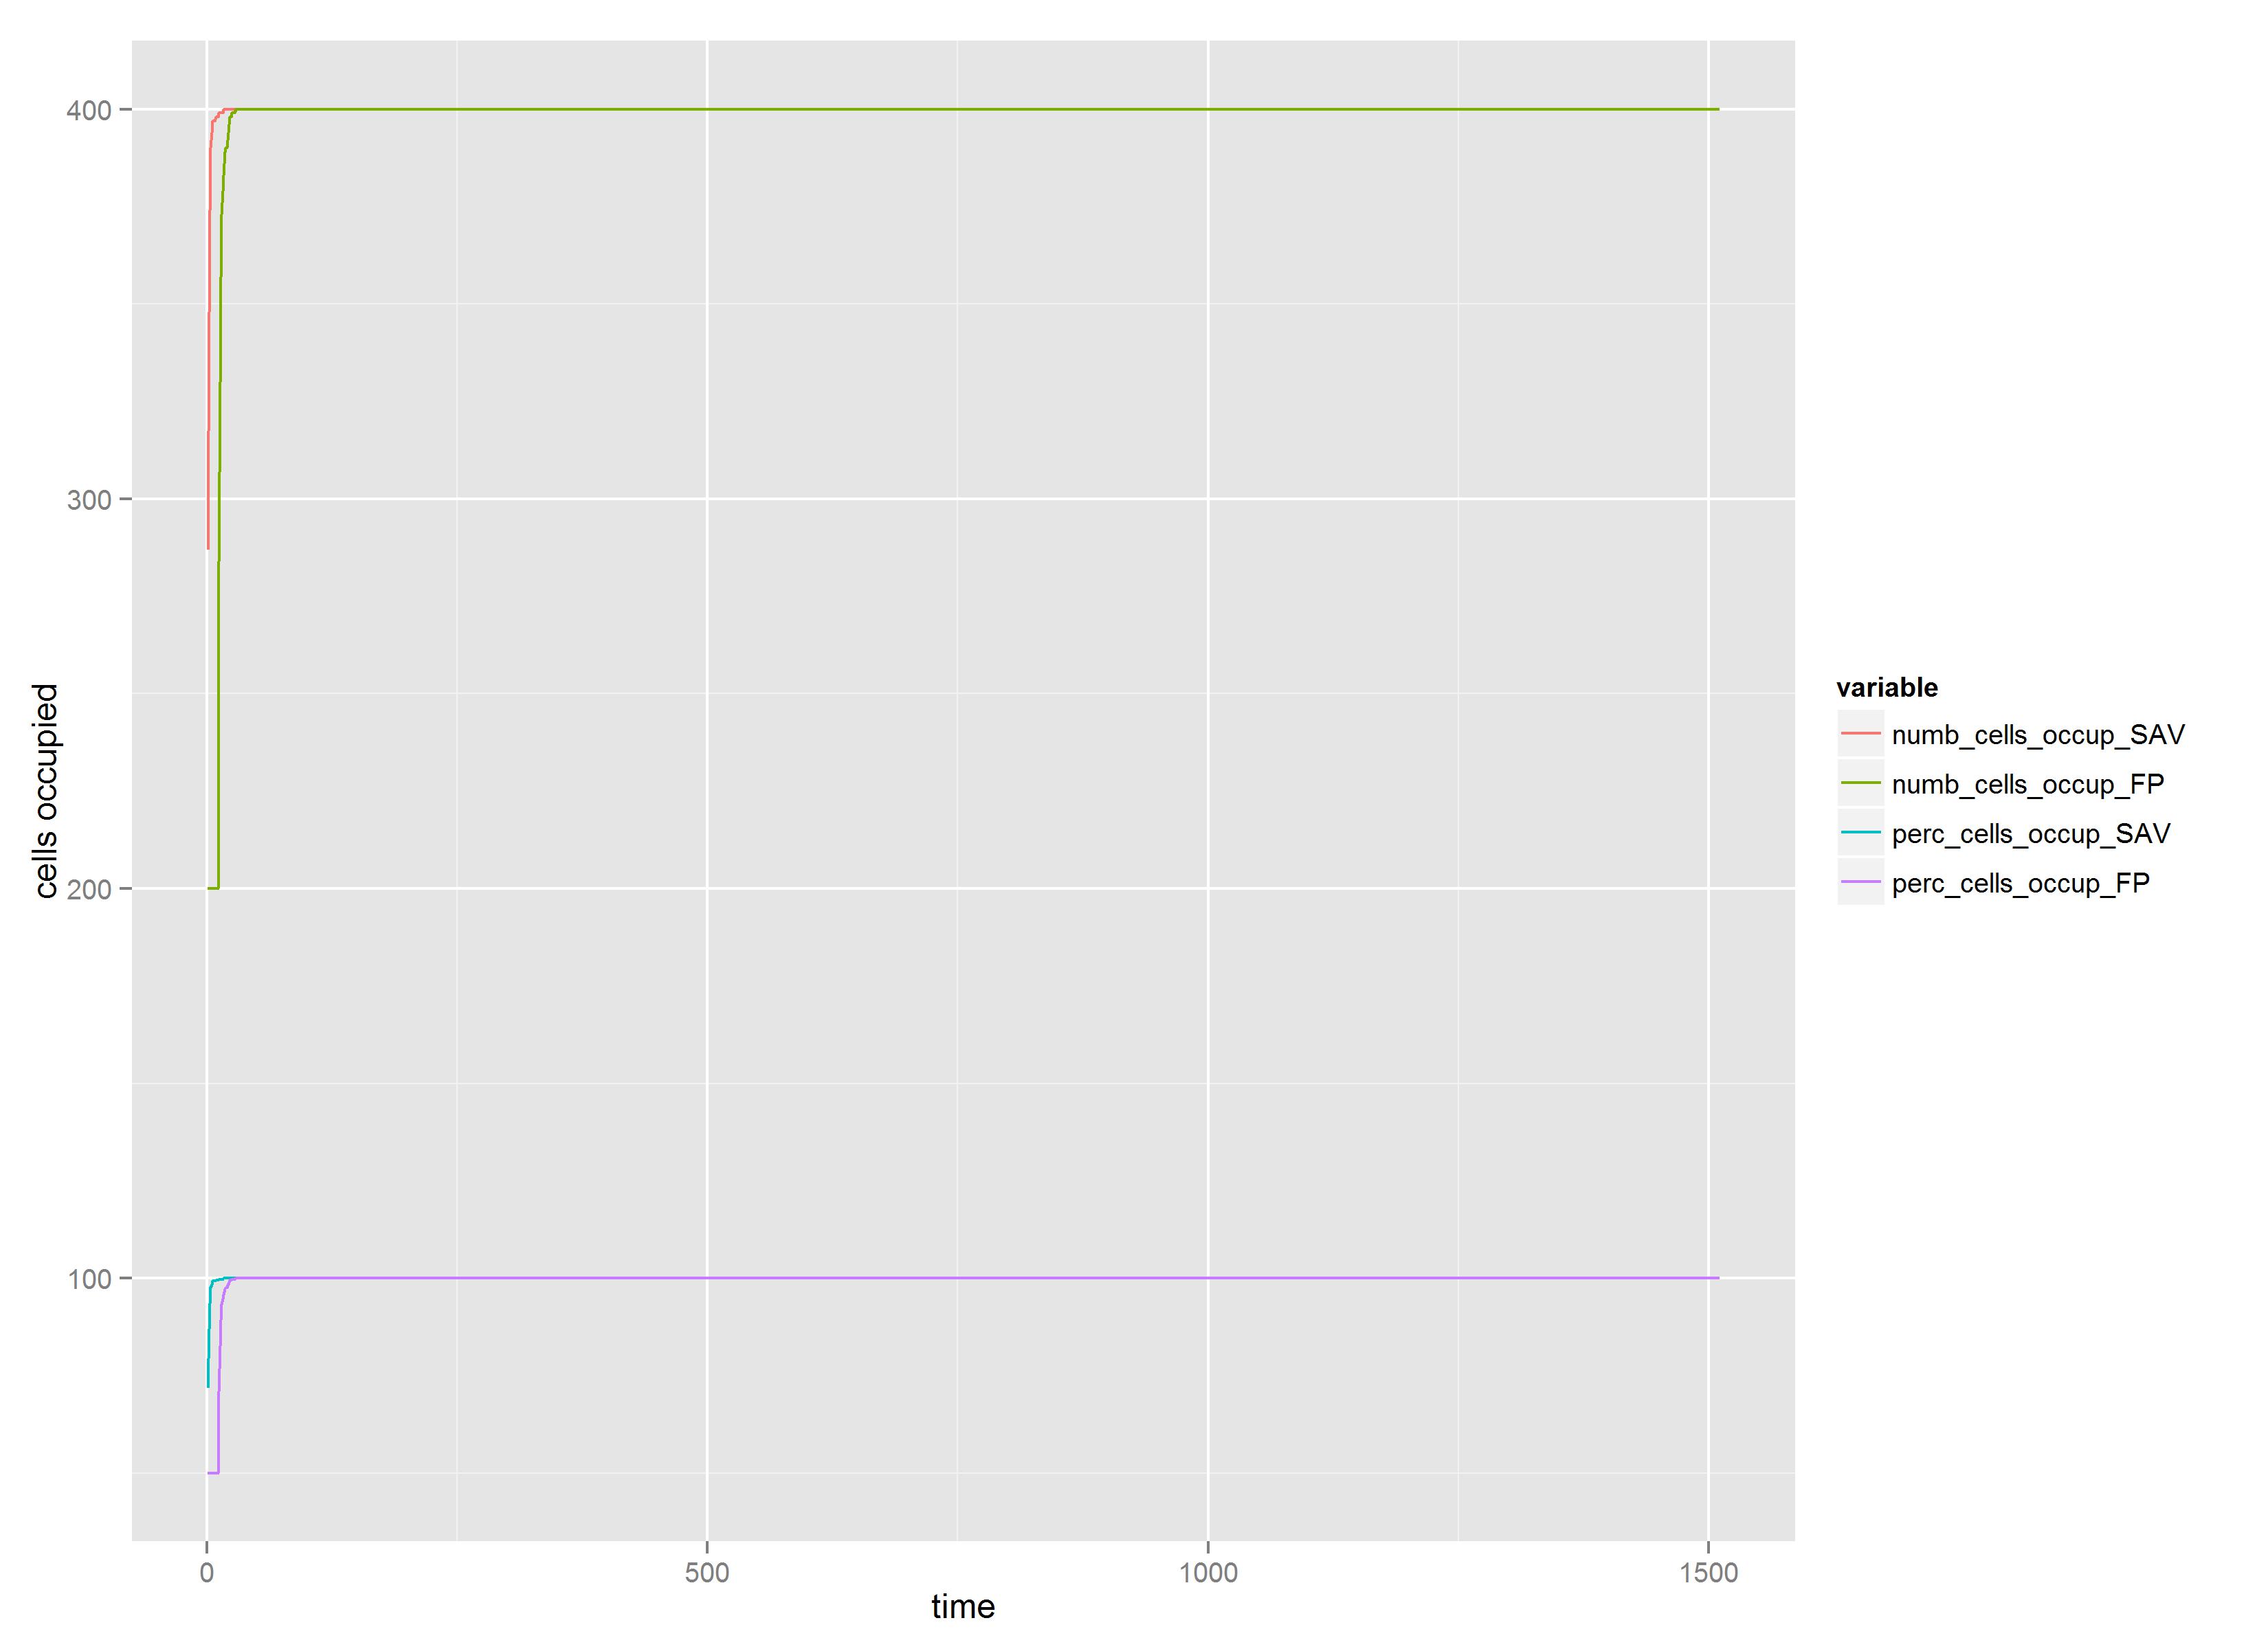 400
300
200
100
cells occupied
0
500
1000
1500
time
variable
numb_cells_occup_SAV
numb_cells_occup_FP
perc_cells_occup_SAV
perc_cells_occup_FP